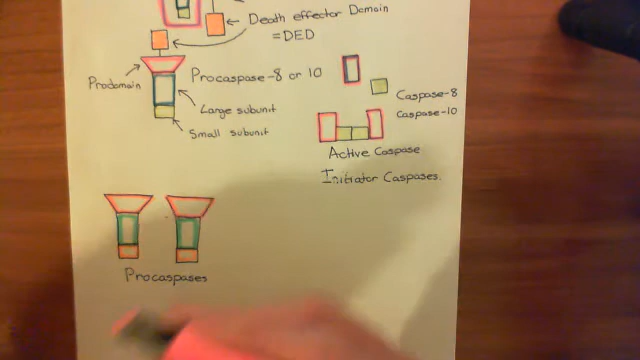 Death effector Domain
=DED
Prodomain
Procaspase-8 or 10
Large subunit
Small subunit
Caspase-8
Caspase-10
Active Caspase
Initiator Caspases.
Procaspases